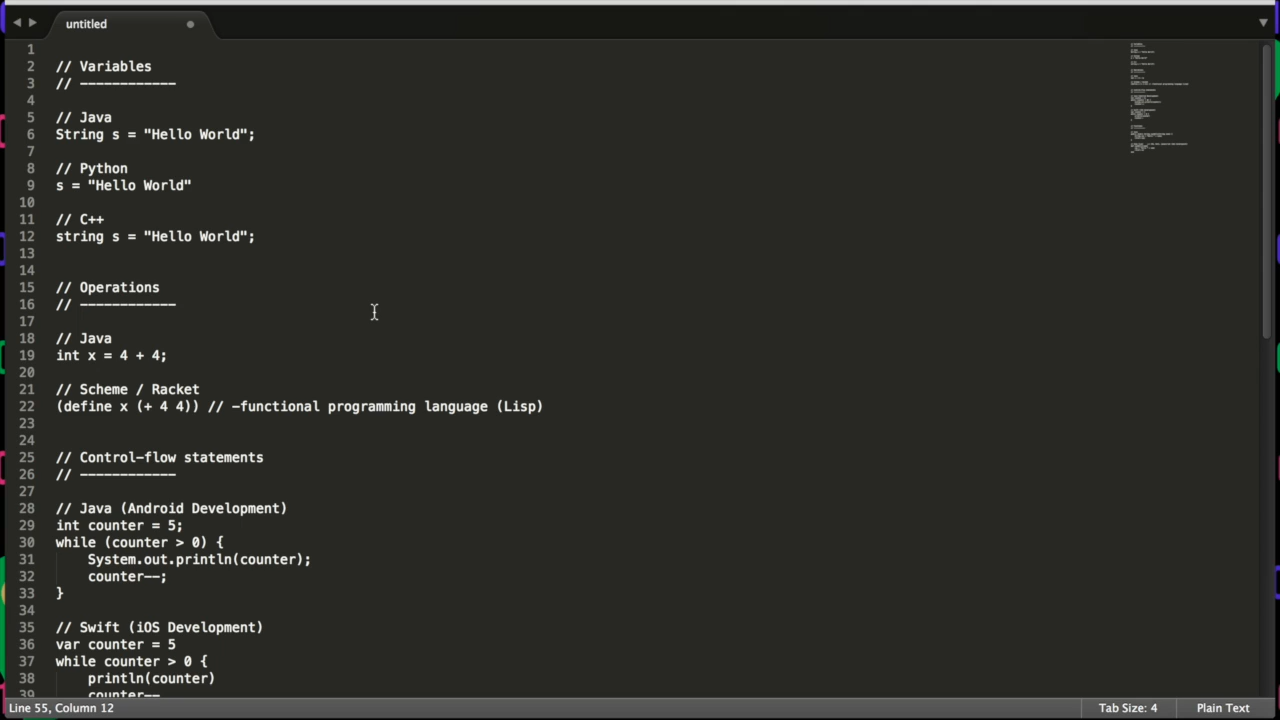 untitled
1
2 // Variables
3 // ------------
4
5 // Java
6 String s = "Hello World";
7
8 // Python
9 s = "Hello World"
10
11 // C++
12 string s = "Hello World";
13
14
15 // Operations
16 // ------------
17
18 // Java
19 int x = 4 + 4;
20
21 // Scheme / Racket
22 (define x (+ 4 4)) // -functional programming language (Lisp)
23
24
25 // Control-flow statements
26 // ------------
27
28 // Java (Android Development)
29 int counter = 5;
30 while (counter > 0) {
31     System.out.println(counter);
32     counter--;
33 }
34
35 // Swift (iOS Development)
36 var counter = 5
37 while counter > 0 {
38     println(counter)
39     counter--
Line 55, Column 12
Tab Size: 4
Plain Text